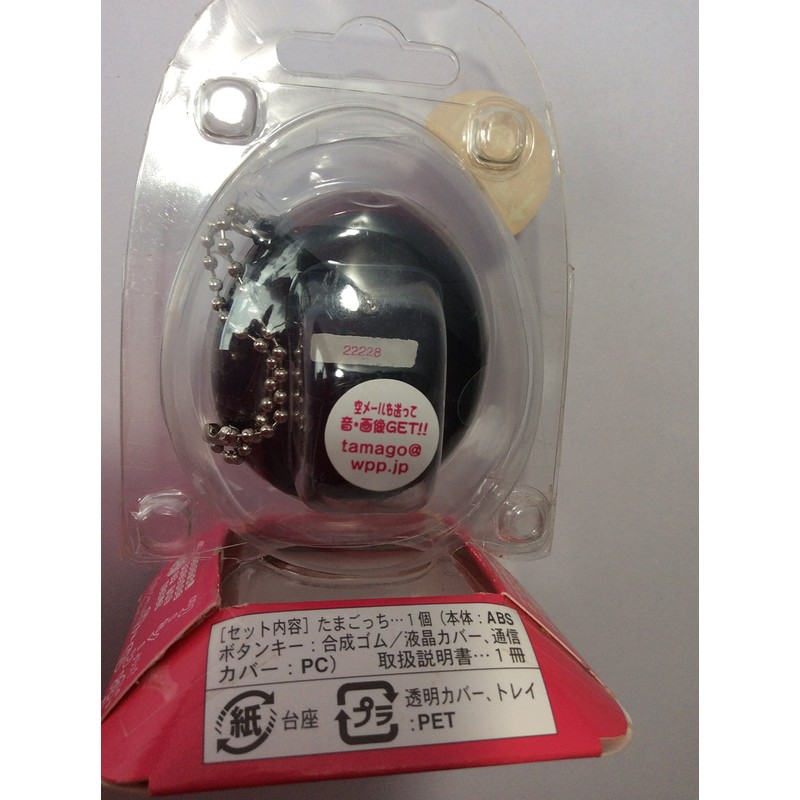 22228
空メールを送って
音・画像GET!!
tamago@
wpp.jp
[セット内容] たまごっち…1個 (本体：ABS
ボタンキー：合成ゴム／液晶カバー、通信
カバー：PC) 取扱説明書…1冊
紙 台座 プラ 透明カバー、トレイ
:PET